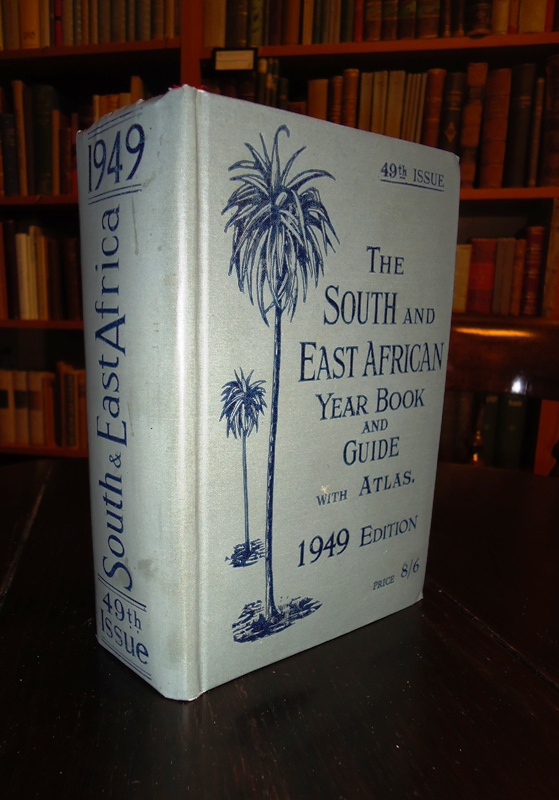 1949
South & East Africa
49th
Issue
49th ISSUE
THE
SOUTH AND
EAST AFRICAN
YEAR BOOK
AND
GUIDE
WITH ATLAS.
1949 EDITION
PRICE 8/6